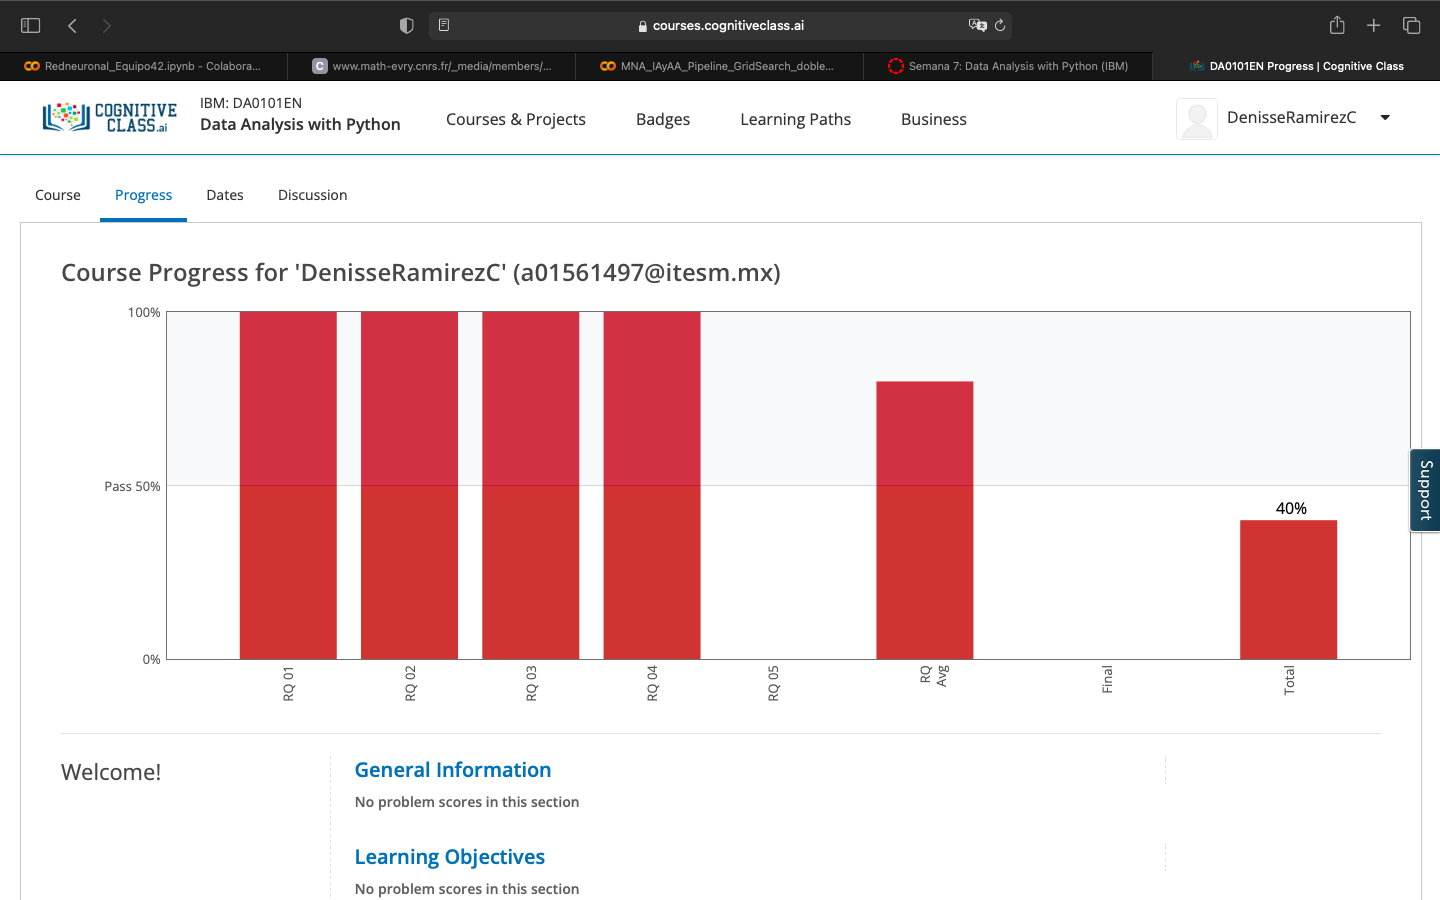 courses.cognitiveclass.ai
Redneuronal_Equipo42.ipynb - Colabora...
C www.math-evry.cnrs.fr/_media/members/...
MNA_IAyAA_Pipeline_GridSearch_doble...
Semana 7: Data Analysis with Python (IBM)
DA0101EN Progress | Cognitive Class
COGNITIVE
CLASS.ai
IBM: DA0101EN
Data Analysis with Python
Courses & Projects
Badges
Learning Paths
Business
DenisseRamirezC
Course
Progress
Dates
Discussion
Course Progress for 'DenisseRamirezC' (a01561497@itesm.mx)
100%
Pass 50%
0%
40%
RQ 01
RQ 02
RQ 03
RQ 04
RQ 05
RQ
Avg
Final
Total
Support
Welcome!
General Information
No problem scores in this section
Learning Objectives
No problem scores in this section